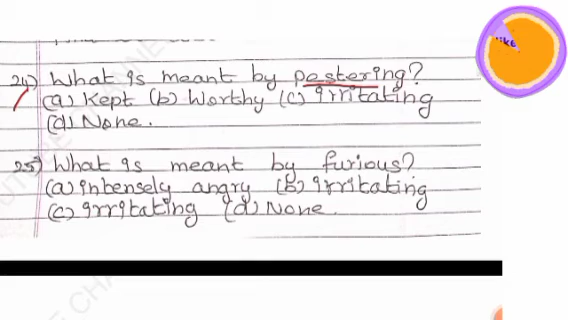 24) What is meant by pestering?
(a) Kept (b) Worthy (c) irritating
(d) None.
25) What is meant by furious?
(a) intensely angry (b) irritating
(c) irritating (d) None.
like